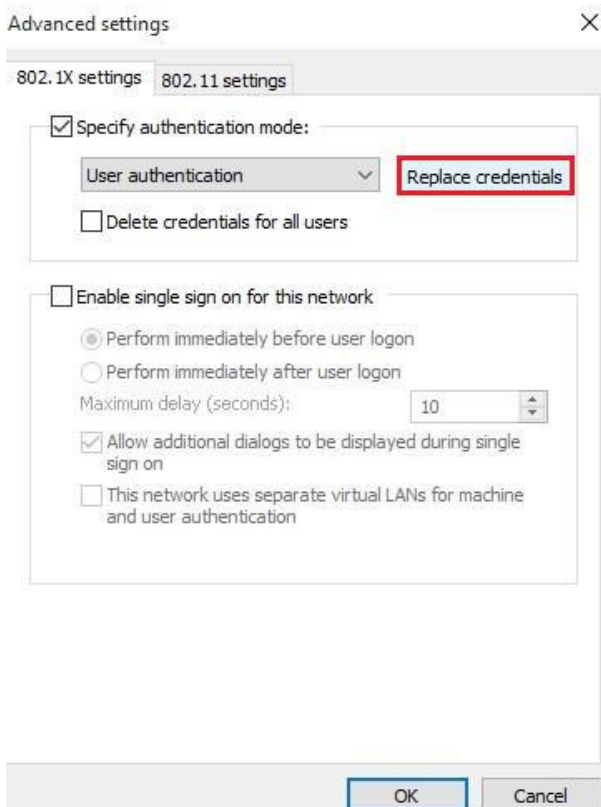 Advanced settings
802.1X settings
802.11 settings
Specify authentication mode:
User authentication
Replace credentials
Delete credentials for all users
Enable single sign on for this network
Perform immediately before user logon
Perform immediately after user logon
Maximum delay (seconds):
10
Allow additional dialogs to be displayed during single
sign on
This network uses separate virtual LANs for machine
and user authentication
OK
Cancel